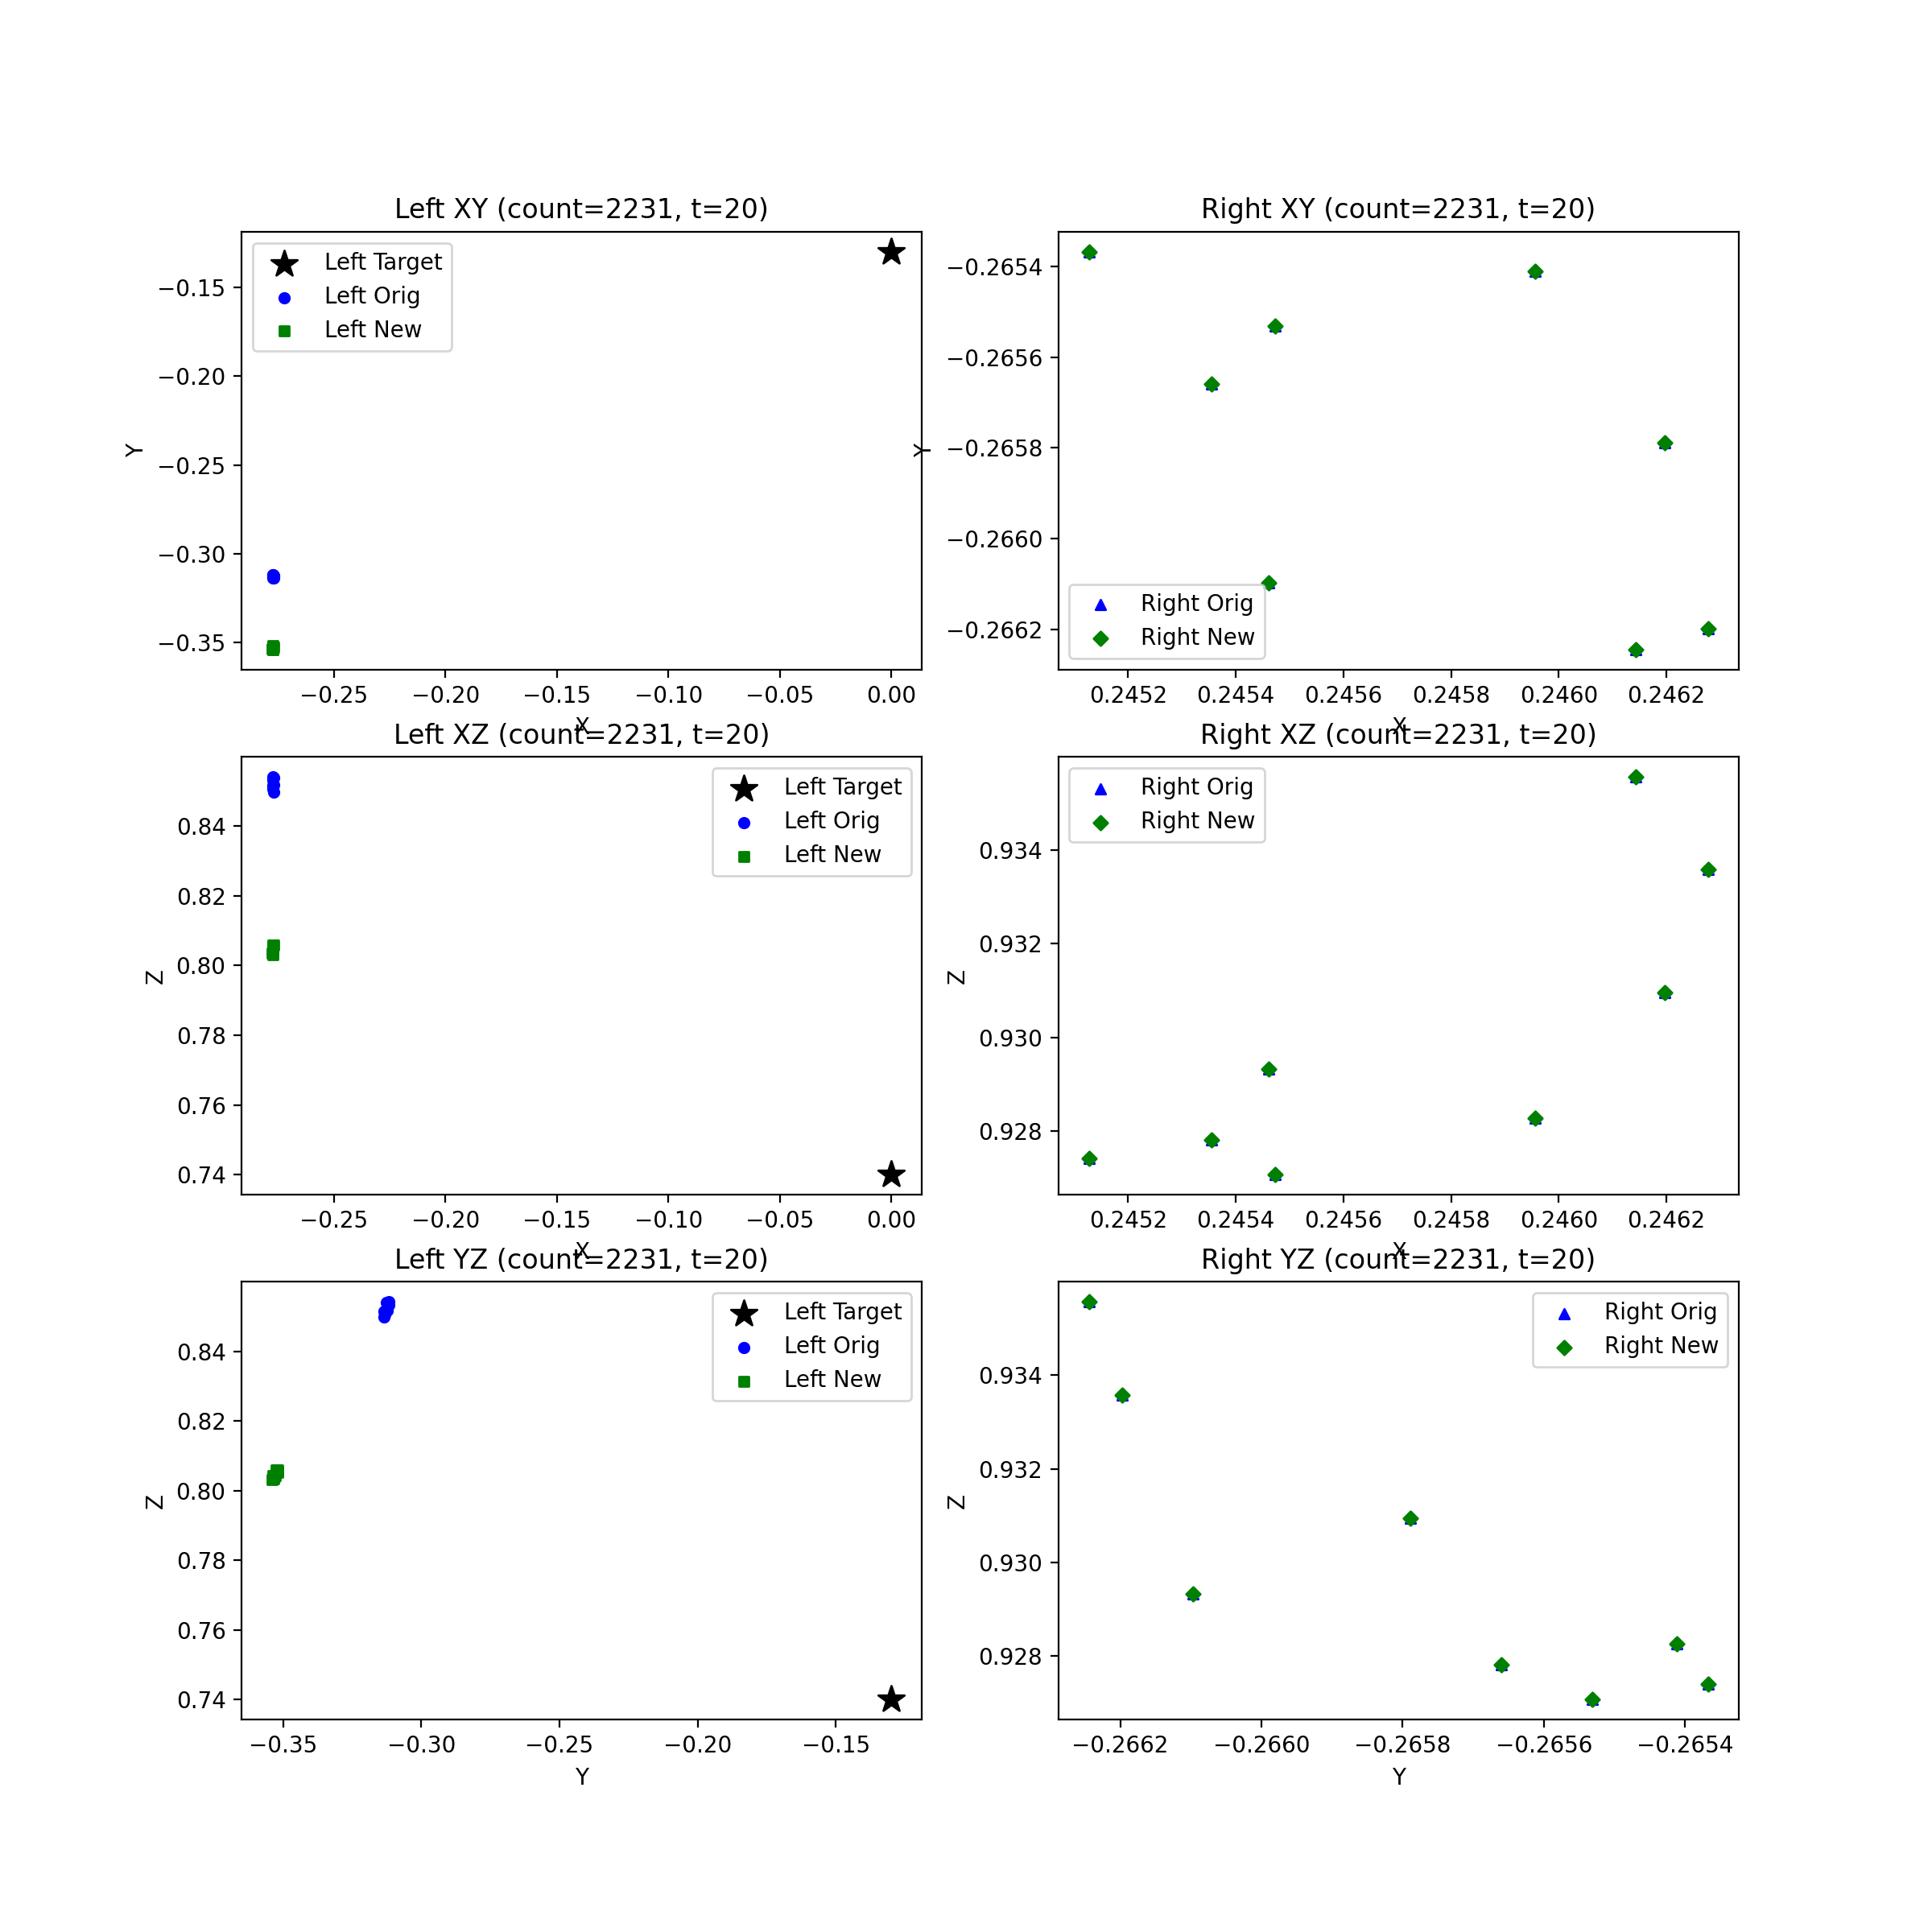 Left XY (count=2231, t=20)
Left Target
Left Orig
Left New
−0.15
−0.20
−0.25
−0.30
−0.35
Y
−0.25
−0.20
−0.15
−0.10
−0.05
0.00
X
Right XY (count=2231, t=20)
−0.2654
−0.2656
−0.2658
−0.2660
−0.2662
Y
Right Orig
Right New
0.2452
0.2454
0.2456
0.2458
0.2460
0.2462
X
Left XZ (count=2231, t=20)
Left Target
Left Orig
Left New
0.84
0.82
0.80
0.78
0.76
0.74
Z
−0.25
−0.20
−0.15
−0.10
−0.05
0.00
X
Right XZ (count=2231, t=20)
Right Orig
Right New
0.934
0.932
0.930
0.928
Z
0.2452
0.2454
0.2456
0.2458
0.2460
0.2462
X
Left YZ (count=2231, t=20)
Left Target
Left Orig
Left New
0.84
0.82
0.80
0.78
0.76
0.74
Z
−0.35
−0.30
−0.25
−0.20
−0.15
Y
Right YZ (count=2231, t=20)
Right Orig
Right New
0.934
0.932
0.930
0.928
Z
−0.2662
−0.2660
−0.2658
−0.2656
−0.2654
Y